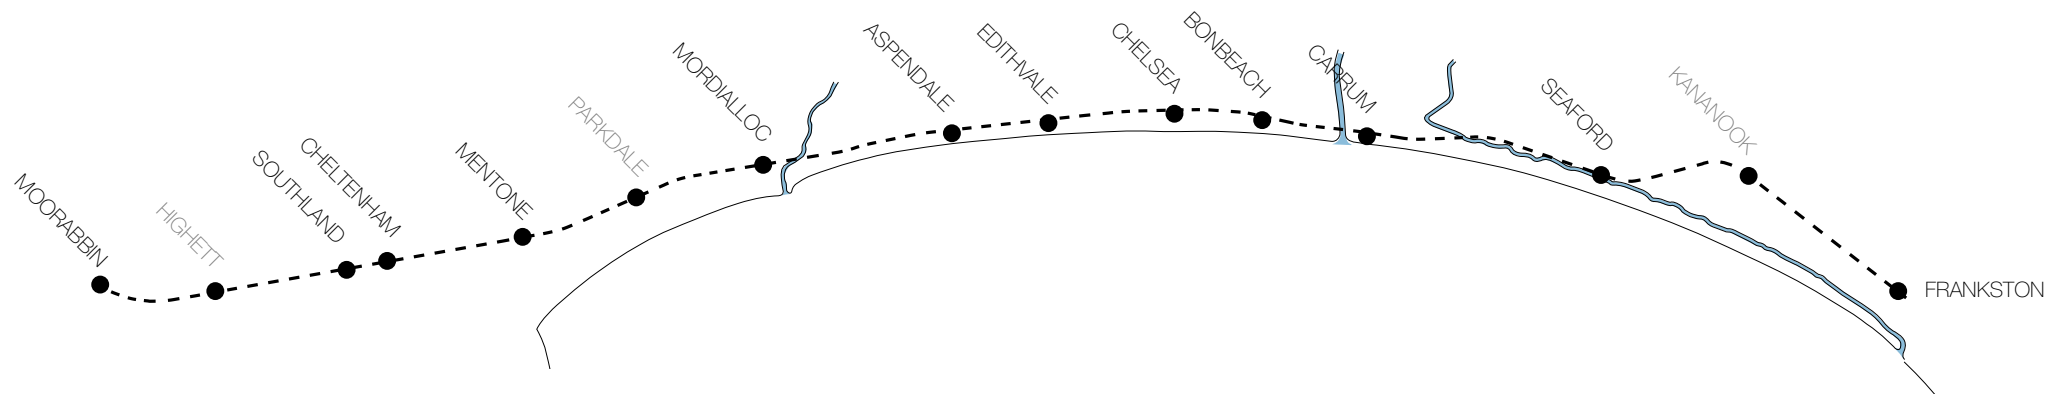 MOORABBIN
HIGHETT
SOUTHLAND
CHELTENHAM
MENTONE
PARKDALE
MORDIALLOC
ASPENDALE
EDITHVALE
CHELSEA
BONBEACH
CARRUM
SEAFORD
KANANOOK
FRANKSTON